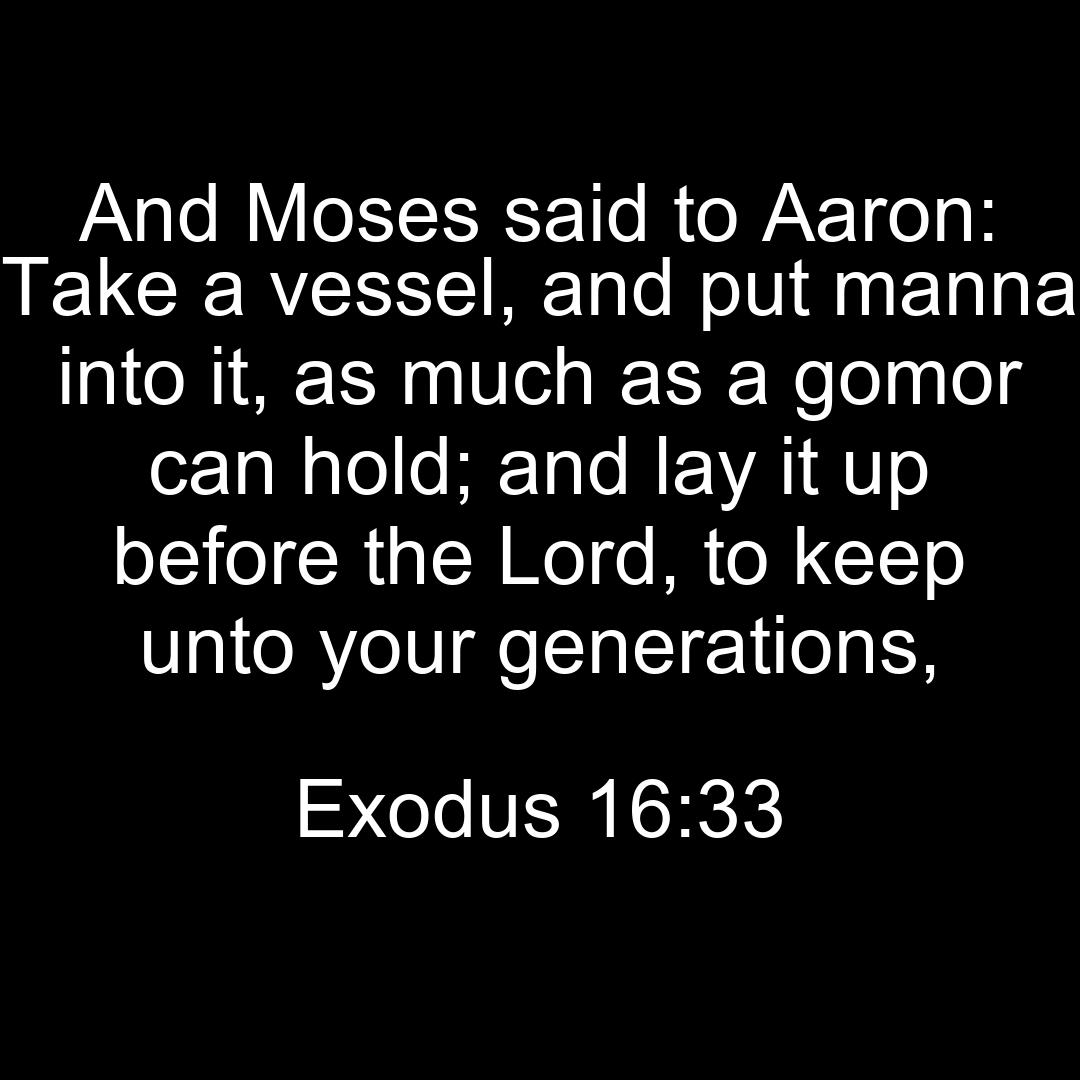 And Moses said to Aaron:
Take a vessel, and put manna
into it, as much as a gomor
can hold; and lay it up
before the Lord, to keep
unto your generations,
Exodus 16:33